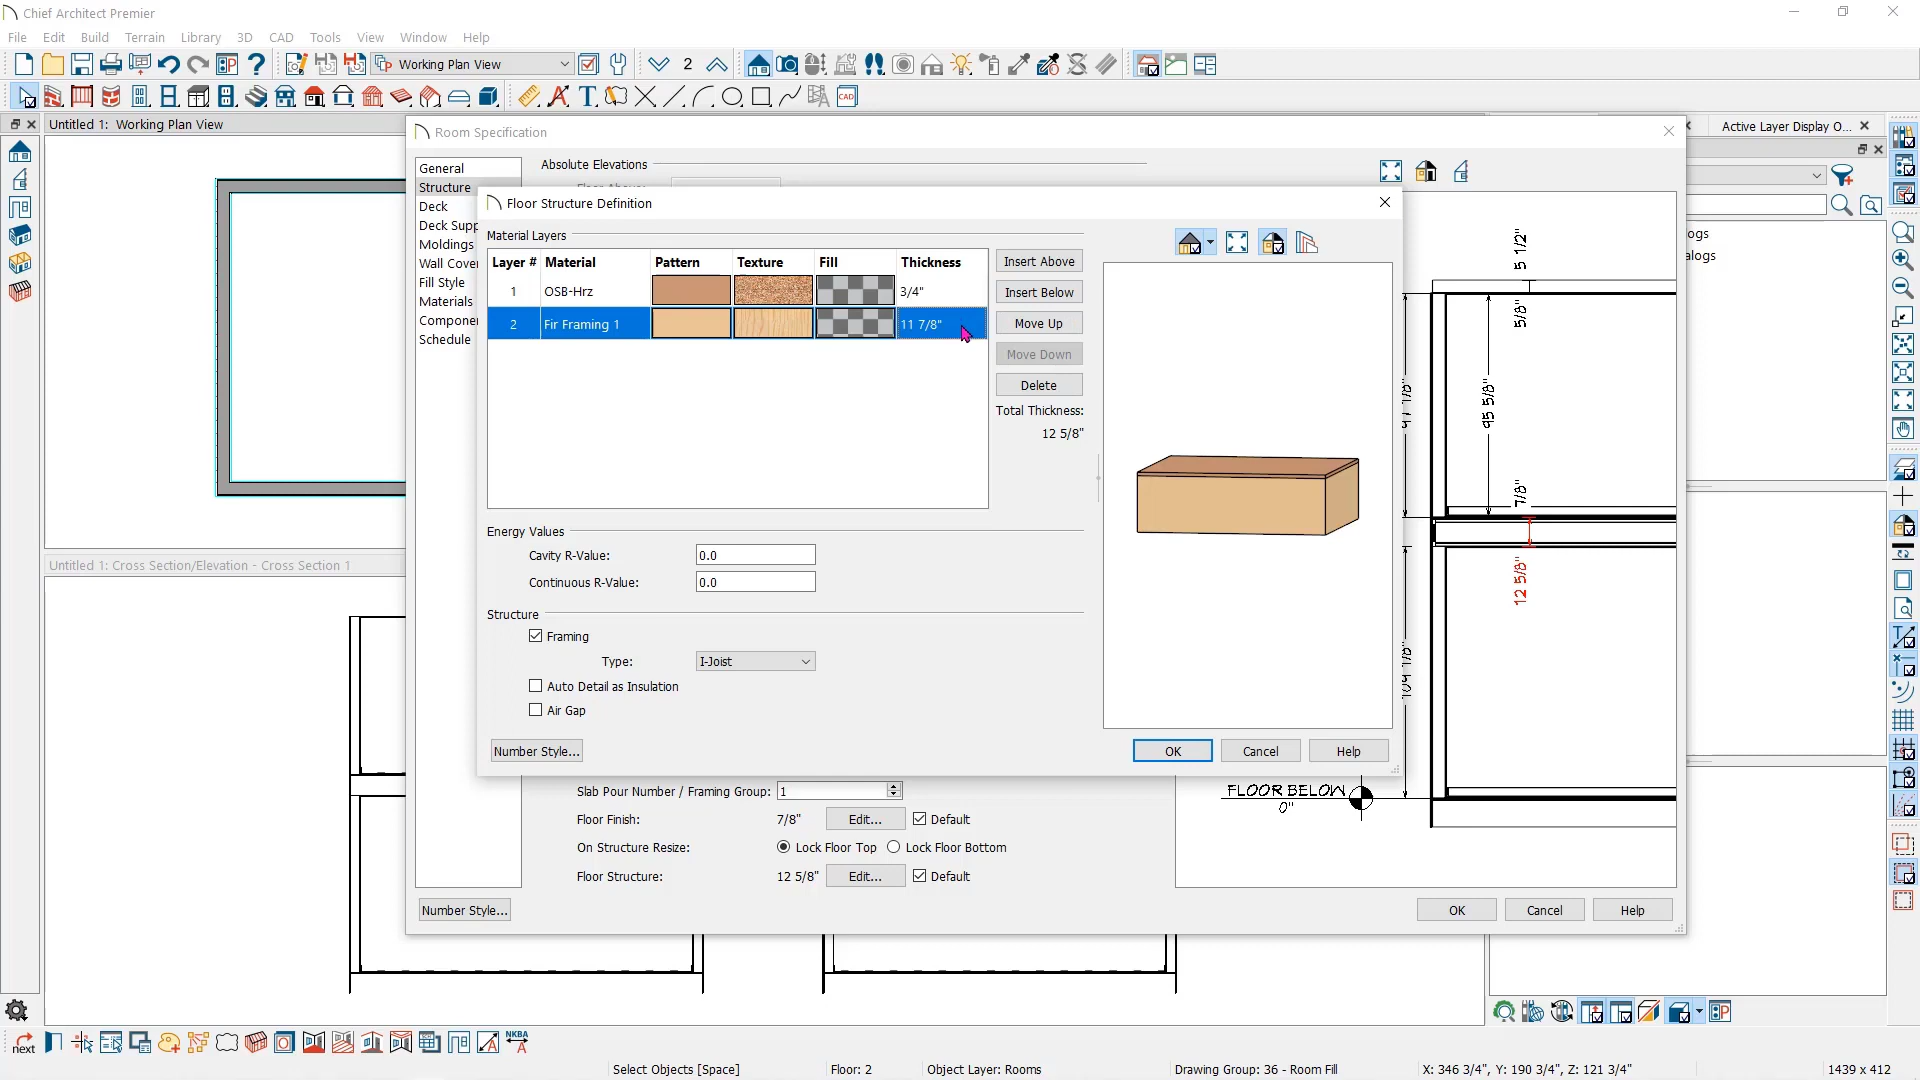 Chief Architect Premier
File Edit Build Terrain Library 3D CAD Tools View Window Help
Working Plan View 2
CAD
Untitled 1: Working Plan View
Room Specification
Active Layer Display O...
General
Structure
Deck
Deck Supp
Moldings
Wall Cover
Fill Style
Materials
Compone
Schedule
Absolute Elevations
Floor Structure Definition
Material Layers
Layer # Material Pattern Texture Fill Thickness
1 OSB-Hrz 3/4"
2 Fir Framing 1 11 7/8"
Insert Above
Insert Below
Move Up
Move Down
Delete
Total Thickness:
12 5/8"
Energy Values
Cavity R-Value: 0.0
Continuous R-Value: 0.0
Structure
Framing
Type: I-Joist
Auto Detail as Insulation
Air Gap
Number Style... OK Cancel Help
5 1/2"
5/8"
95 5/8"
7/8"
12 5/8"
ogs
alogs
Untitled 1: Cross Section/Elevation - Cross Section 1
FLOOR BELOW
0"
Slab Pour Number / Framing Group: 1
Floor Finish: 7/8" Edit... Default
On Structure Resize: Lock Floor Top Lock Floor Bottom
Floor Structure: 12 5/8" Edit... Default
Number Style... OK Cancel Help
next
NKBA
Select Objects [Space] Floor: 2 Object Layer: Rooms Drawing Group: 36 - Room Fill X: 346 3/4", Y: 190 3/4", Z: 121 3/4" 1439 x 412